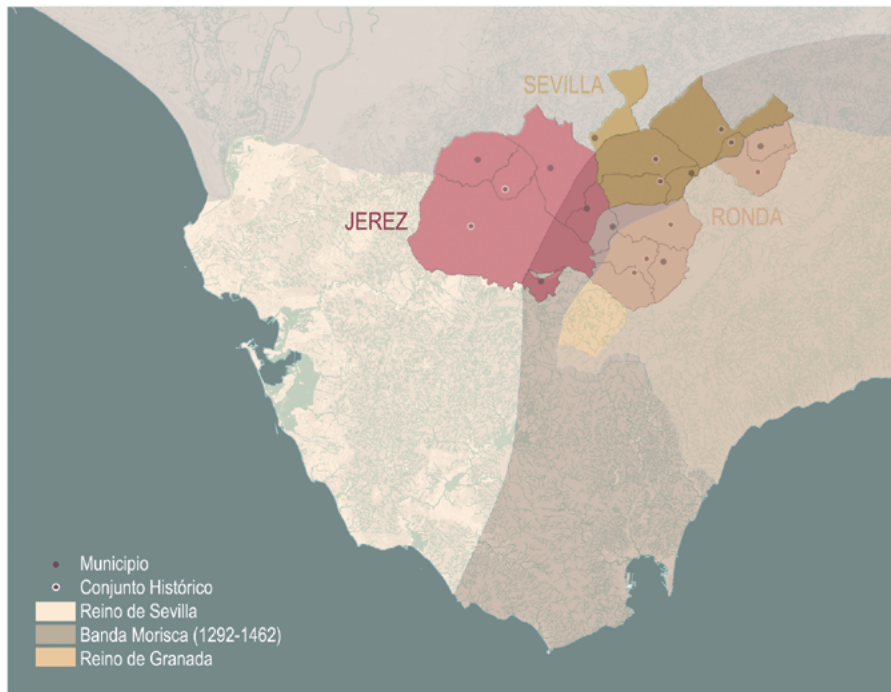 SEVILLA
JEREZ
RONDA
Municipio
Conjunto Histórico
Reino de Sevilla
Banda Morisca (1292-1462)
Reino de Granada